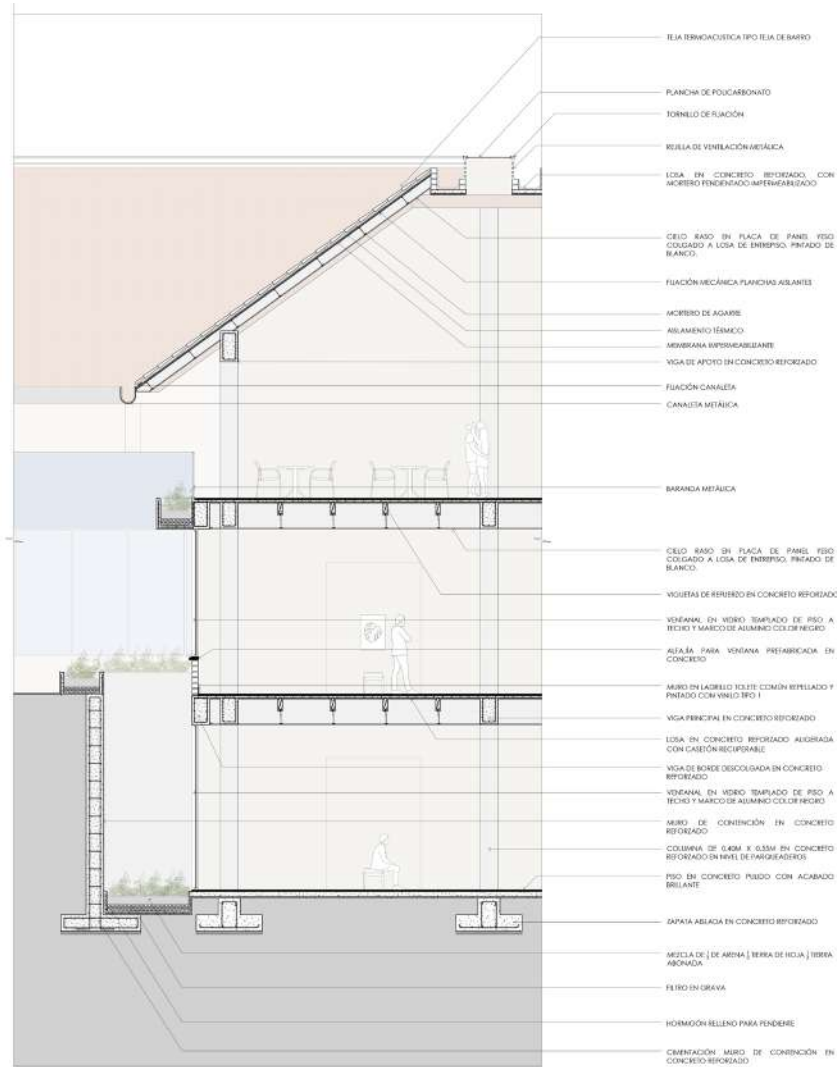 TEJA TERMOACUSTICA TIPO TEJA DE BARRO
PLANCHA DE POLICARBONATO
TORNILLO DE FIJACIÓN
REJILLA DE VENTILACIÓN METÁLICA
LOSA EN CONCRETO REFORZADO, CON
MORTERO PENDIENTADO IMPERMEABILIZADO
CIELO RASO EN PLACA DE PANEL YESO
COLGADO A LOSA DE ENTREPISO, PINTADO DE
BLANCO.
FIJACIÓN MECÁNICA PLANCHAS AISLANTES
MORTERO DE AGARRE
AISLAMIENTO TÉRMICO
MEMBRANA IMPERMEABILIZANTE
VIGA DE APOYO EN CONCRETO REFORZADO
FIJACIÓN CANALETA
CANALETA METÁLICA
BARANDA METÁLICA
CIELO RASO EN PLACA DE PANEL YESO
COLGADO A LOSA DE ENTREPISO, PINTADO DE
BLANCO.
VIGUETAS DE REFUERZO EN CONCRETO REFORZADO
VENTANAL EN VIDRIO TEMPLADO DE PISO A
TECHO Y MARCO DE ALUMINIO COLOR NEGRO
ALFAJÍA PARA VENTANA PREFABRICADA EN
CONCRETO
MURO EN LADRILLO TOLETE COMÚN REPELLADO Y
PINTADO CON VINILO TIPO 1
VIGA PRINCIPAL EN CONCRETO REFORZADO
LOSA EN CONCRETO REFORZADO ALIGERADA
CON CASETÓN RECUPERABLE
VIGA DE BORDE DESCOLGADA EN CONCRETO
REFORZADO
VENTANAL EN VIDRIO TEMPLADO DE PISO A
TECHO Y MARCO DE ALUMINIO COLOR NEGRO
MURO DE CONTENCIÓN EN CONCRETO
REFORZADO
COLUMNA DE 0,40M X 0,35M EN CONCRETO
REFORZADO EN NIVEL DE PARQUEADEROS
PISO EN CONCRETO PULIDO CON ACABADO
BRILLANTE
ZAPATA AISLADA EN CONCRETO REFORZADO
MEZCLA DE DE ARENA TIERRA DE HOJA TIERRA
ABONADA
FILTRO EN GRAVA
HORMIGÓN RELLENO PARA PENDIENTE
CIMENTACIÓN MURO DE CONTENCIÓN EN
CONCRETO REFORZADO